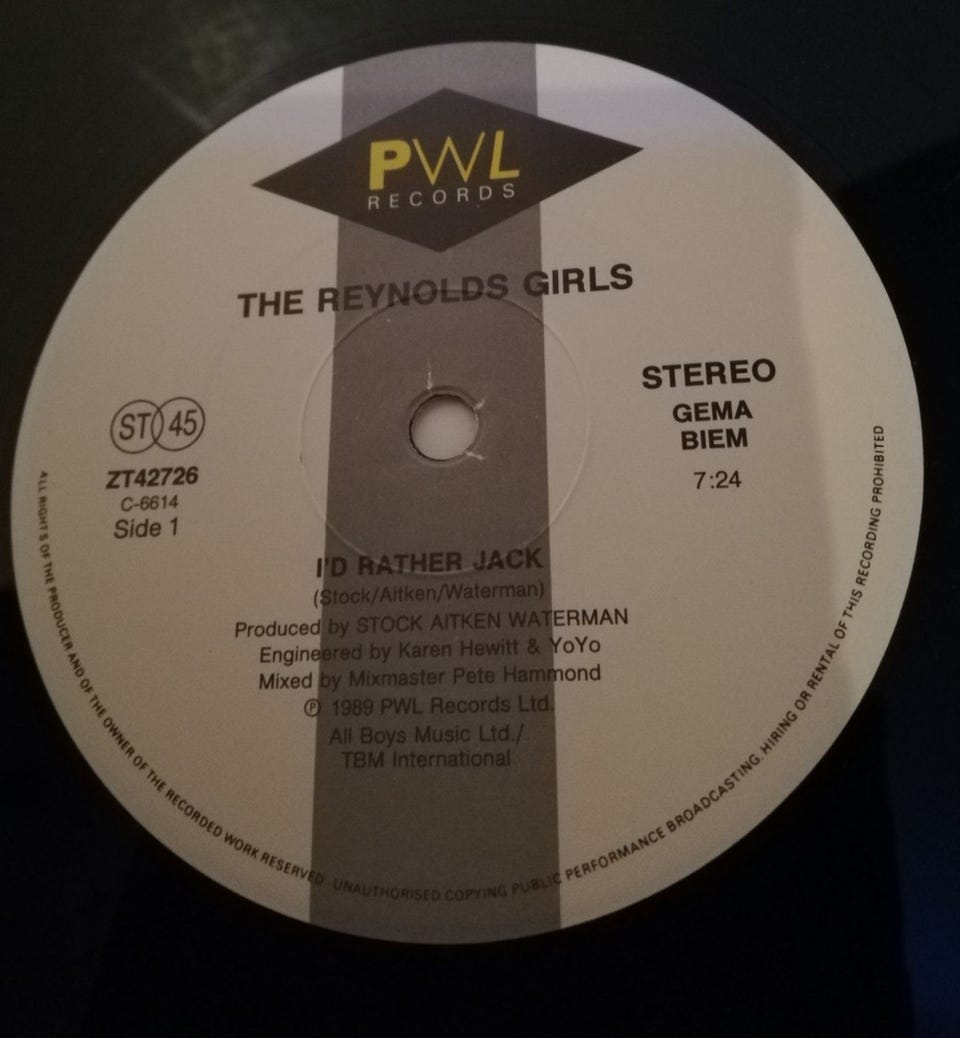 PWL
RECORDS
THE REYNOLDS GIRLS
ST 45
ZT42726
C-6614
Side 1
STEREO
GEMA
BIEM
7:24
I'D RATHER JACK
(Stock/Aitken/Waterman)
Produced by STOCK AITKEN WATERMAN
Engineered by Karen Hewitt & YoYo
Mixed by Mixmaster Pete Hammond
℗ 1989 PWL Records Ltd.
All Boys Music Ltd./
TBM International
ALL RIGHTS OF THE PRODUCER AND OF THE OWNER OF THE RECORDED WORK RESERVED UNAUTHORISED COPYING PUBLIC PERFORMANCE BROADCASTING. HIRING OR RENTAL OF THIS RECORDING PROHIBITED